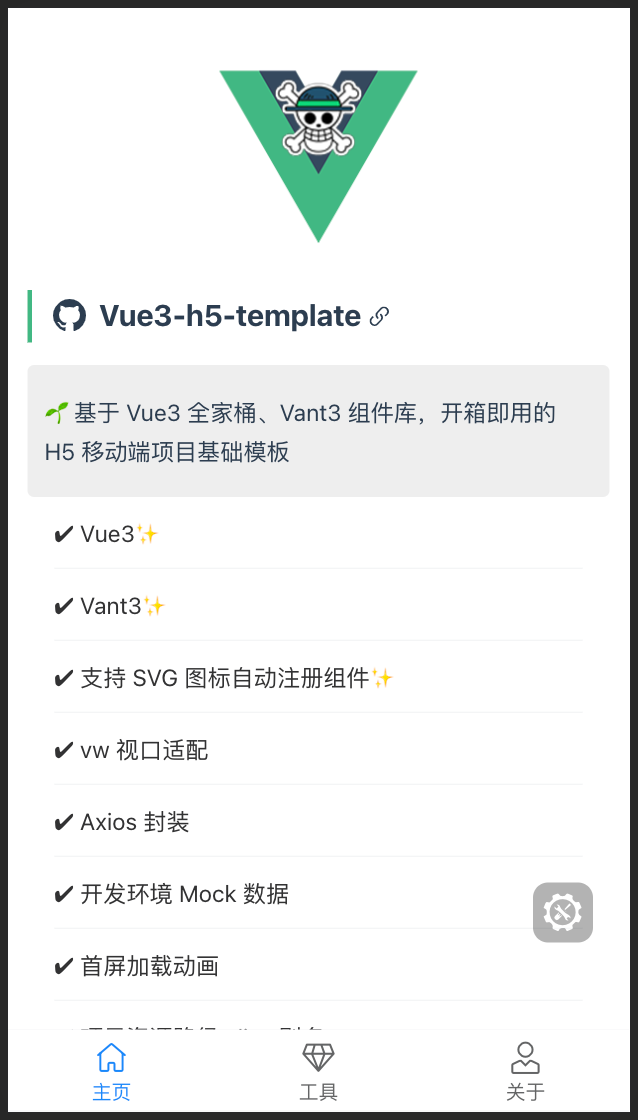 Vue3-h5-template
🌱 基于 Vue3 全家桶、Vant3 组件库，开箱即用的
H5 移动端项目基础模板
✔ Vue3✨
✔ Vant3✨
✔ 支持 SVG 图标自动注册组件✨
✔ vw 视口适配
✔ Axios 封装
✔ 开发环境 Mock 数据
✔ 首屏加载动画
主页
工具
关于